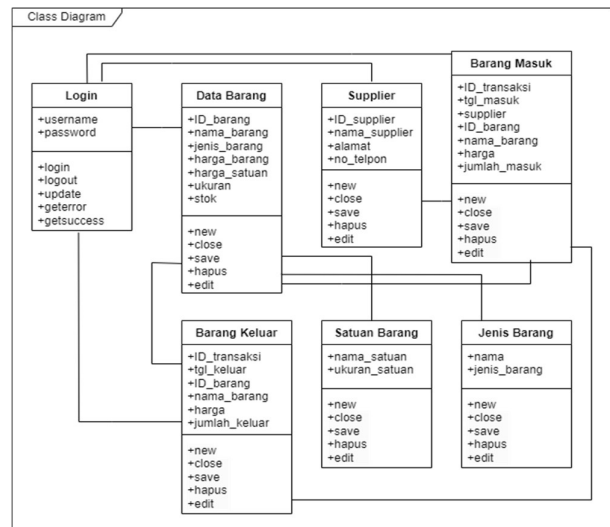 Class Diagram
Login
+username
+password
+login
+logout
+update
+geterror
+getsuccess
Data Barang
+ID_barang
+nama_barang
+jenis_barang
+harga_barang
+harga_satuan
+ukuran
+stok
+new
+close
+save
+hapus
+edit
Supplier
+ID_supplier
+nama_supplier
+alamat
+no_telpon
+new
+close
+save
+hapus
+edit
Barang Masuk
+ID_transaksi
+tgl_masuk
+supplier
+ID_barang
+nama_barang
+harga
+jumlah_masuk
+new
+close
+save
+hapus
+edit
Barang Keluar
+ID_transaksi
+tgl_keluar
+ID_barang
+nama_barang
+harga
+jumlah_keluar
+new
+close
+save
+hapus
+edit
Satuan Barang
+nama_satuan
+ukuran_satuan
+new
+close
+save
+hapus
+edit
Jenis Barang
+nama
+jenis_barang
+new
+close
+save
+hapus
+edit